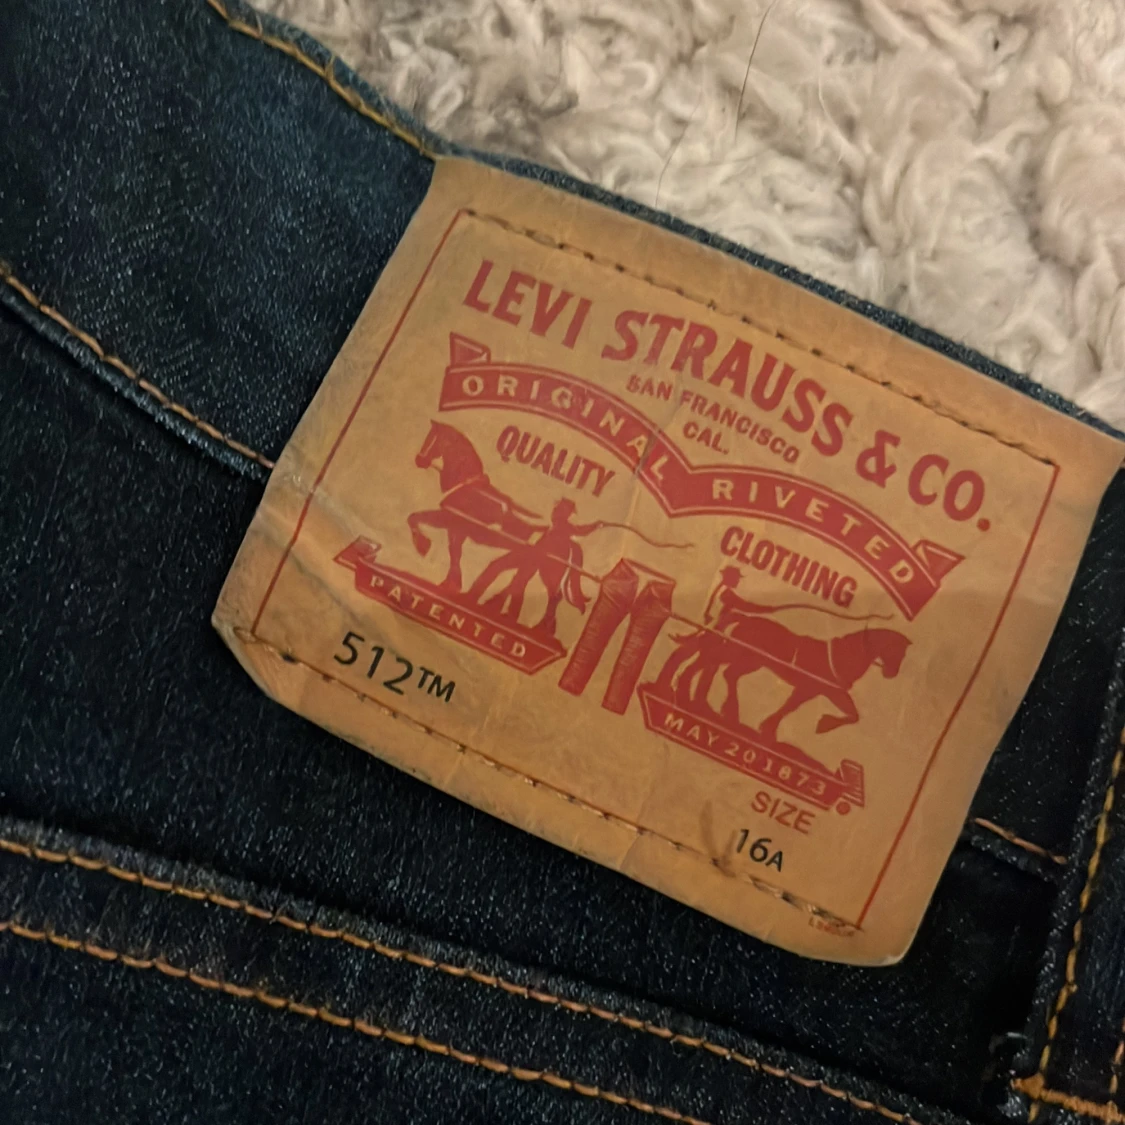 LEVI STRAUSS & CO.
SAN FRANCISCO
CAL.
ORIGINAL RIVETED
QUALITY
CLOTHING
PATENTED
MAY 20 1873
512™
SIZE
16A